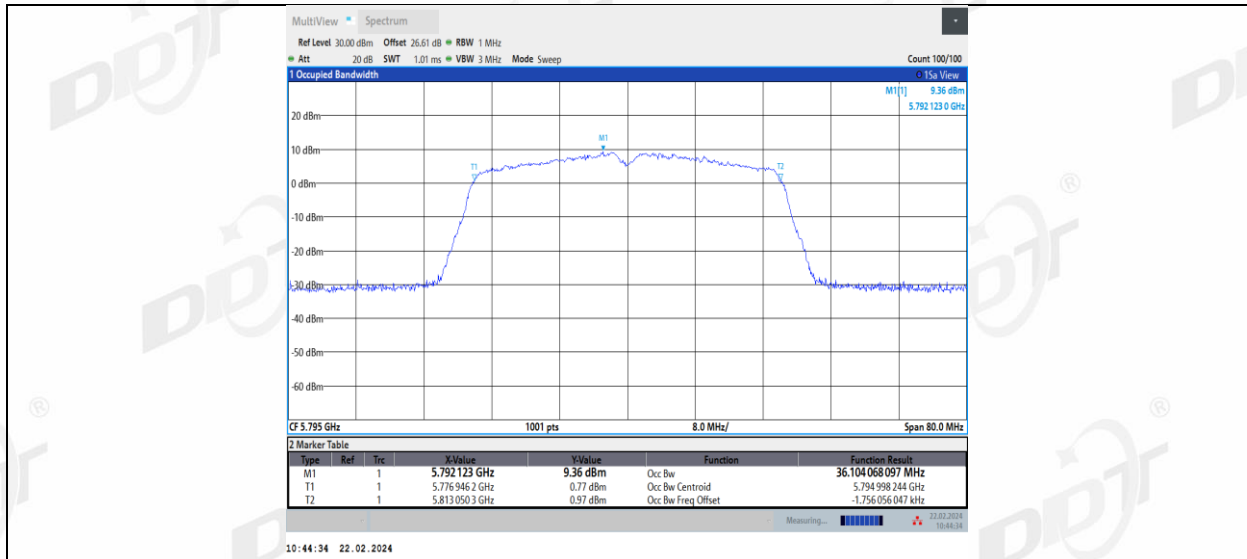 MultiView Spectrum
Ref Level 30.00 dBm Offset 26.61 dB RBW 1 MHz
Att 20 dB SWT 1.01 ms VBW 3 MHz Mode Sweep Count 100/100
1 Occupied Bandwidth 1Sa View
M1[1] 9.36 dBm
5.792 123 0 GHz
20 dBm
M1
10 dBm
T1 T2
0 dBm
-10 dBm
-20 dBm
-30 dBm
-40 dBm
-50 dBm
-60 dBm
CF 5.795 GHz 1001 pts 8.0 MHz/ Span 80.0 MHz
2 Marker Table
Type Ref Trc X-Value Y-Value Function Function Result
M1 1 5.792 123 GHz 9.36 dBm Occ Bw 36.104 068 097 MHz
T1 1 5.776 946 2 GHz 0.77 dBm Occ Bw Centroid 5.794 998 244 GHz
T2 1 5.813 050 3 GHz 0.97 dBm Occ Bw Freq Offset -1.756 056 047 kHz
Measuring... 22.02.2024
10:44:34
10:44:34 22.02.2024
DDT
DDT
DDT
DDT
DDT